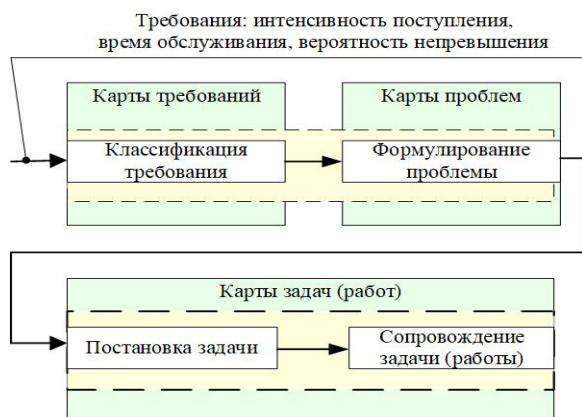 Требования: интенсивность поступления,
время обслуживания, вероятность непревышения
Карты требований
Карты проблем
Классификация
требования
Формулирование
проблемы
Карты задач (работ)
Постановка задачи
Сопровождение
задачи (работы)